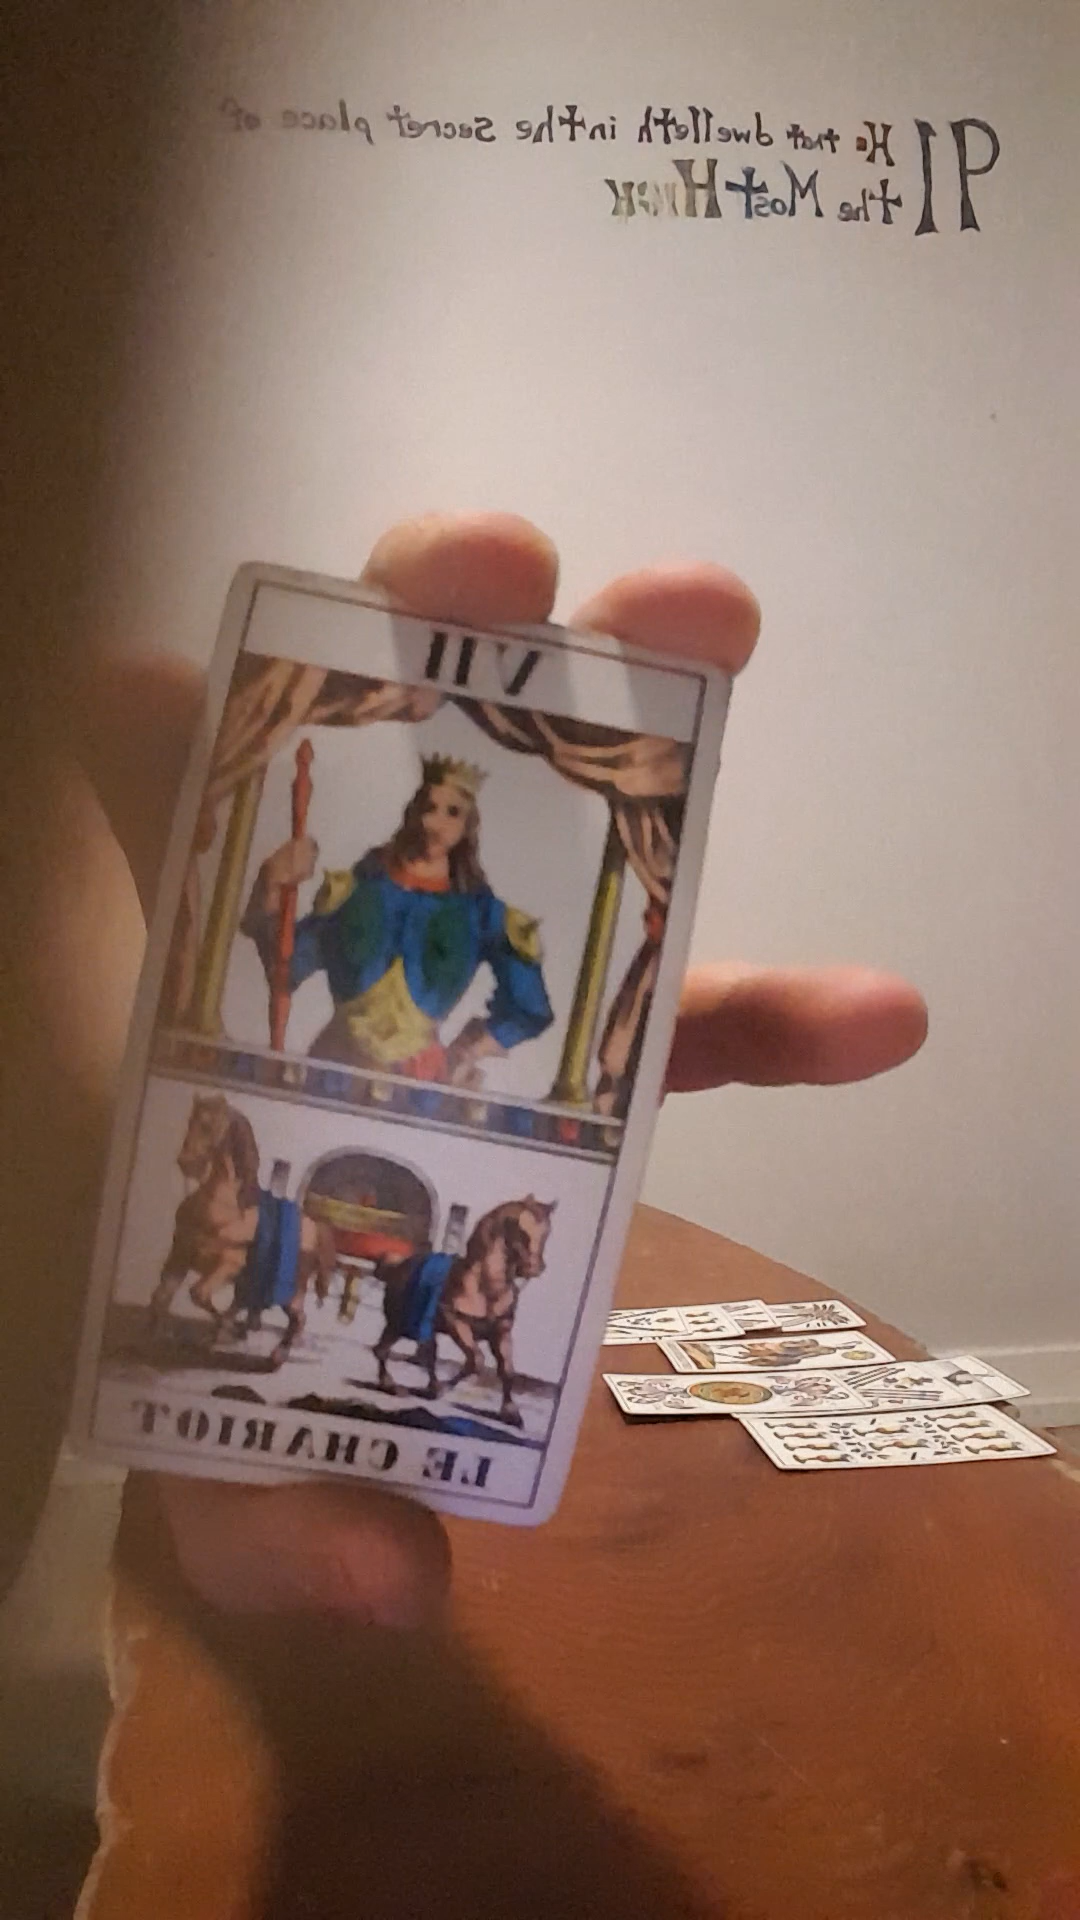 91 He that dwelleth in the Secret place of
the Most High
VII
LE CHARIOT